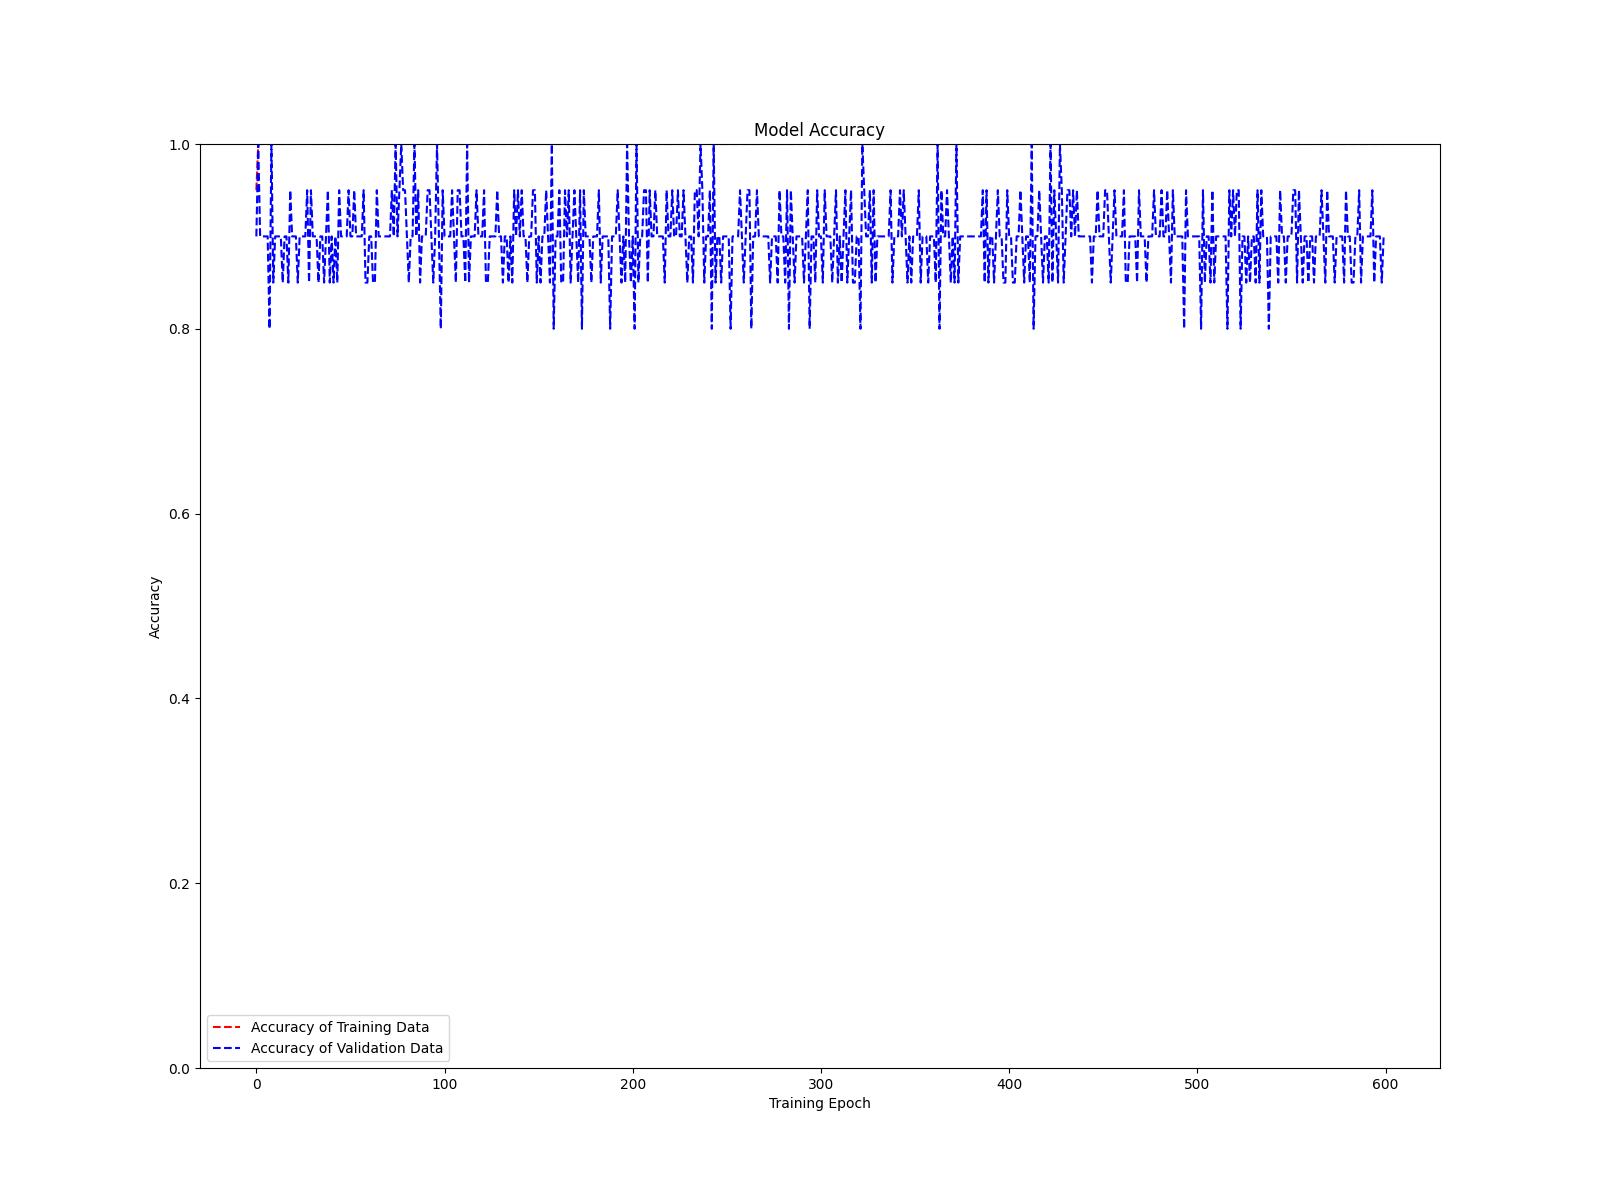 Model Accuracy
1.0
0.8
0.6
0.4
0.2
0.0
Accuracy
Accuracy of Training Data
Accuracy of Validation Data
0 100 200 300 400 500 600
Training Epoch